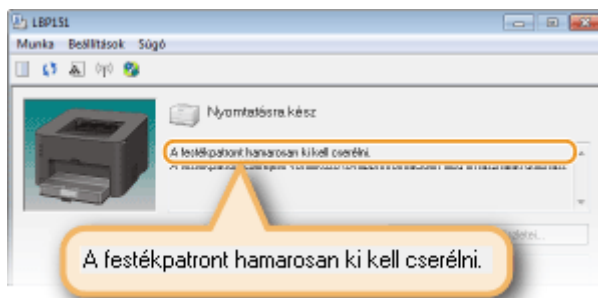 LBP151
Munka Beállítások Súgó
Nyomtatásra kész
A festékpatront hamarosan ki kell cserélni.
A festékpatront hamarosan ki kell cserélni.